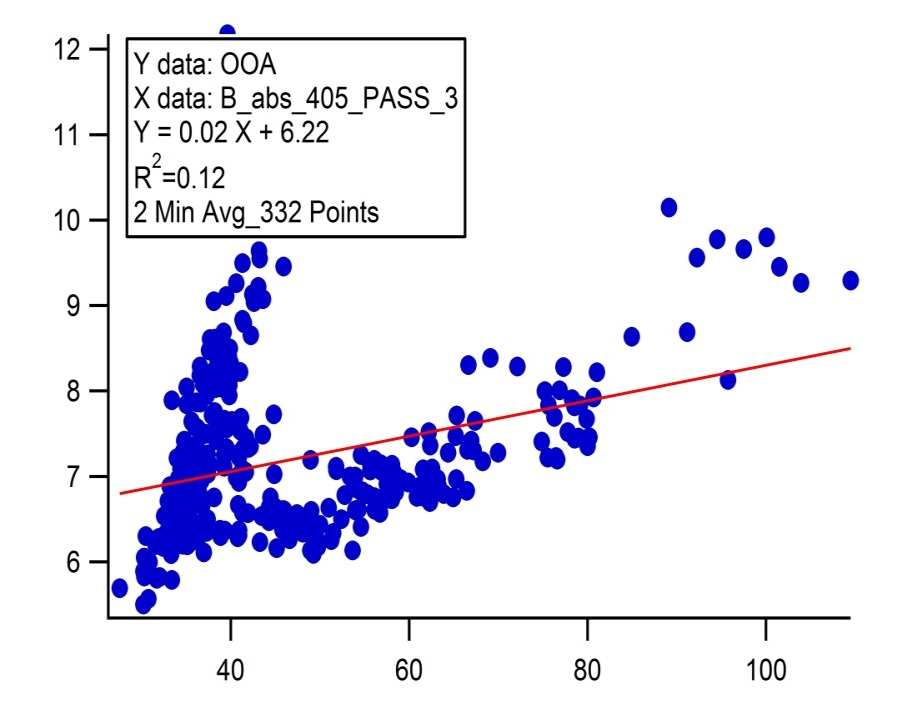 12
11
10
9
8
7
6
Y data: OOA
X data: B_abs_405_PASS_3
Y = 0.02 X + 6.22
R²=0.12
2 Min Avg_332 Points
40 60 80 100